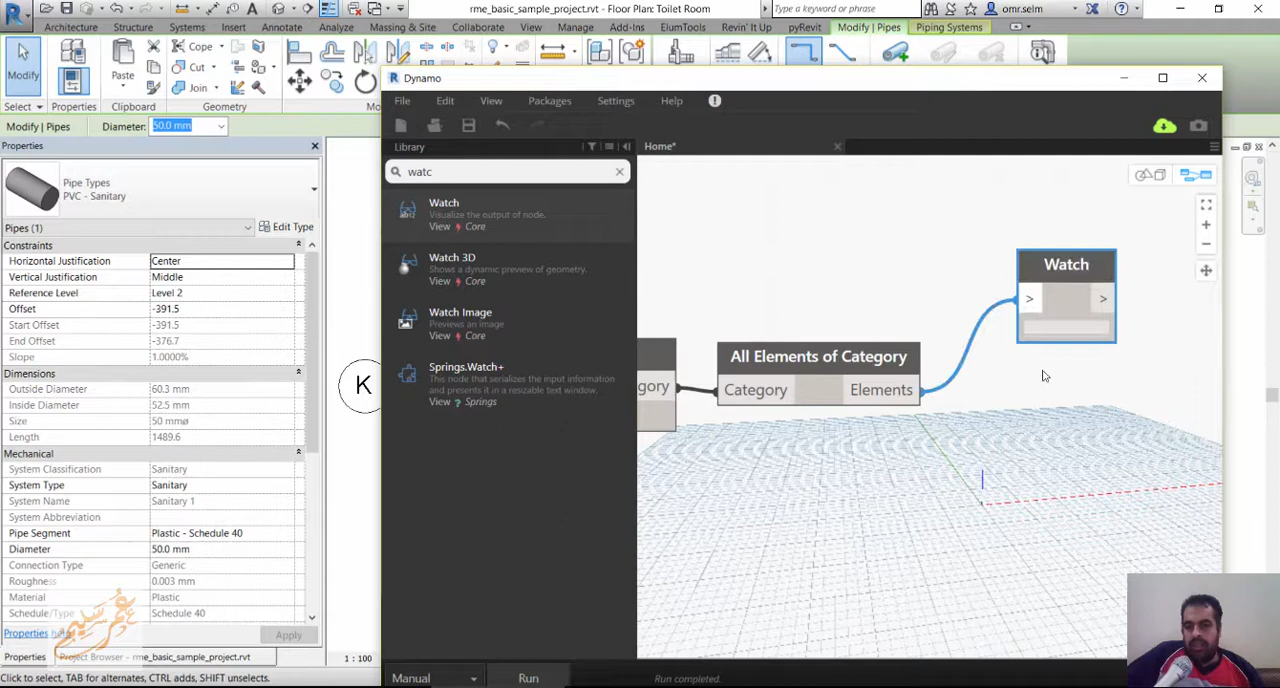 rme_basic_sample_project.rvt - Floor Plan: Toilet Room
Type a keyword or phrase
omr.selm
Architecture Structure Systems Insert Annotate Analyze Massing & Site Collaborate View Manage Add-Ins ElumTools Revin' It Up pyRevit Modify | Pipes Piping Systems
Modify
Paste
Cope
Cut
Join
Select Properties Clipboard Geometry
Modify | Pipes Diameter: 50.0 mm
Properties
Pipe Types
PVC - Sanitary
Pipes (1) Edit Type
Constraints
Horizontal Justification Center
Vertical Justification Middle
Reference Level Level 2
Offset -391.5
Start Offset -391.5
End Offset -376.7
Slope 1.0000%
Dimensions
Outside Diameter 60.3 mm
Inside Diameter 52.5 mm
Size 50 mmø
Length 1489.6
Mechanical
System Classification Sanitary
System Type Sanitary
System Name Sanitary 1
System Abbreviation
Pipe Segment Plastic - Schedule 40
Diameter 50.0 mm
Connection Type Generic
Roughness 0.003 mm
Material Plastic
Schedule/Type Schedule 40
Properties Apply
Properties Project Browser - rme_basic_sample_project.rvt
1 : 100
Click to select, TAB for alternates, CTRL adds, SHIFT unselects.
K
Dynamo
File Edit View Packages Settings Help
Library
Home*
watc
Watch
Visualize the output of node.
View Core
Watch 3D
Shows a dynamic preview of geometry.
View Core
Watch Image
Previews an image
View Core
Springs.Watch+
This node that serializes the input information
and presents it in a resizable text window.
View ? Springs
gory
All Elements of Category
Category Elements
Watch
> >
Manual Run Run completed.